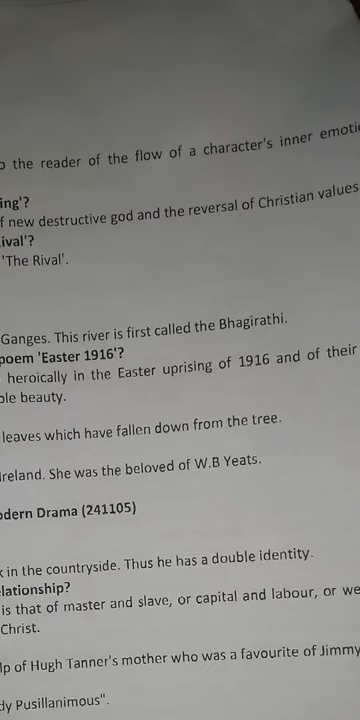 the reader of the flow of a character's inner
ing'?
f new destructive god and the reversal of Christian values
ival'?
'The Rival'.
Ganges. This river is first called the Bhagirathi.
poem 'Easter 1916'?
heroically in the Easter uprising of 1916 and of their
ble beauty.
leaves which have fallen down from the tree.
Ireland. She was the beloved of W.B Yeats.
odern Drama (241105)
k in the countryside. Thus he has a double identity.
elationship?
is that of master and slave, or capital and labour, or we
Christ.
lp of Hugh Tanner's mother who was a favourite of Jimmy
dy Pusillanimous".